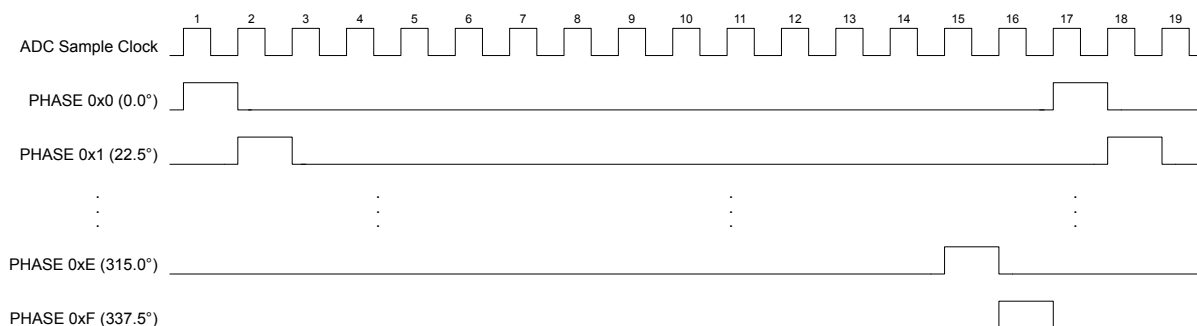 1 2 3 4 5 6 7 8 9 10 11 12 13 14 15 16 17 18 19
ADC Sample Clock
PHASE 0x0 (0.0°)
PHASE 0x1 (22.5°)
PHASE 0xE (315.0°)
PHASE 0xF (337.5°)